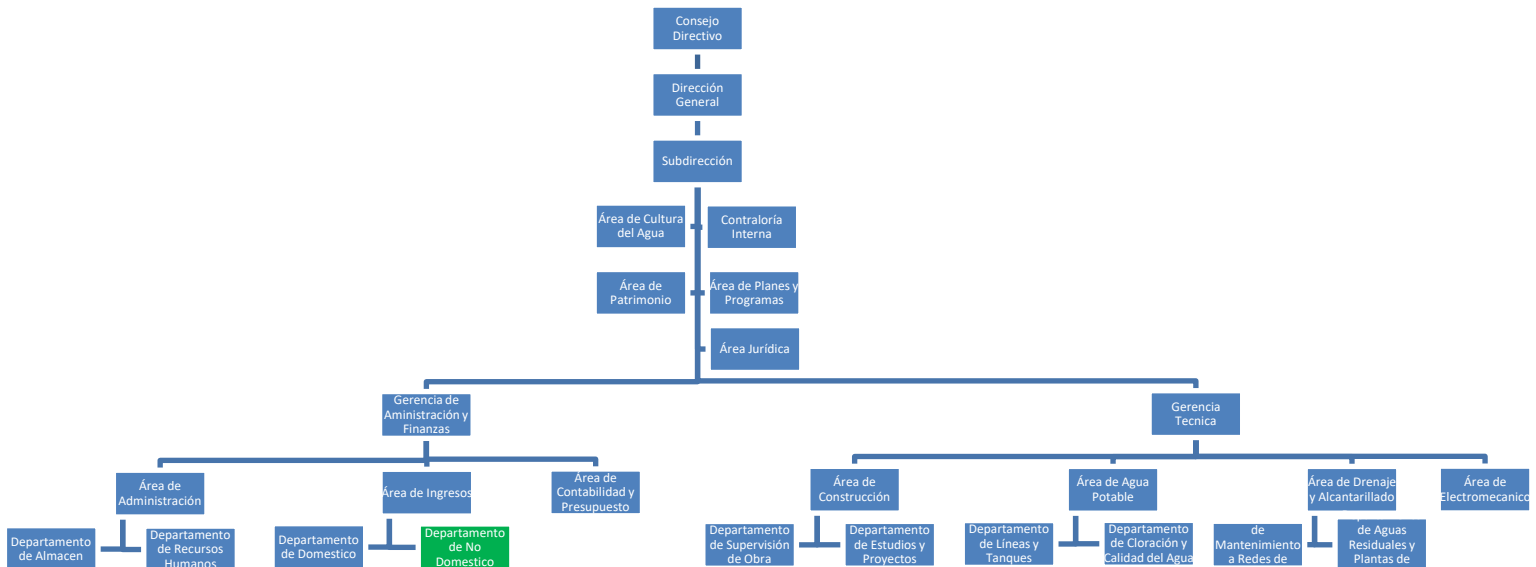 Consejo
Directivo
Dirección
General
Subdirección
Área de Cultura
del Agua
Contraloría
Interna
Área de
Patrimonio
Área de Planes y
Programas
Área Jurídica
Gerencia de
Aministración y
Finanzas
Gerencia
Tecnica
Área de
Administración
Área de Ingresos
Área de
Contabilidad y
Presupuesto
Área de
Construcción
Área de Agua
Potable
Área de Drenaje
y Alcantarillado
Área de
Electromecanico
Departamento
de Almacen
Departamento
de Recursos
Humanos
Departamento
de Domestico
Departamento
de No
Domestico
Departamento
de Supervisión
de Obra
Departamento
de Estudios y
Proyectos
Departamento
de Líneas y
Tanques
Departamento
de Cloración y
Calidad del Agua
de
Mantenimiento
a Redes de
de Aguas
Residuales y
Plantas de